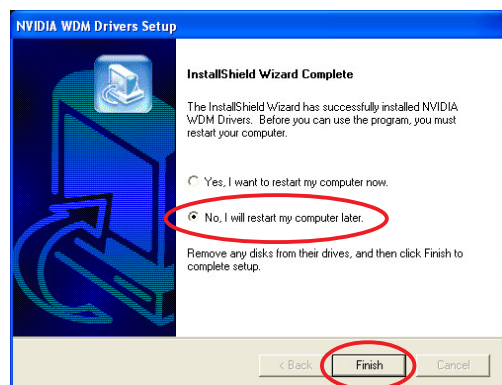 NVIDIA WDM Drivers Setup
InstallShield Wizard Complete
The InstallShield Wizard has successfully installed NVIDIA
WDM Drivers. Before you can use the program, you must
restart your computer.
Yes, I want to restart my computer now.
No, I will restart my computer later.
Remove any disks from their drives, and then click Finish to
complete setup.
< Back
Finish
Cancel